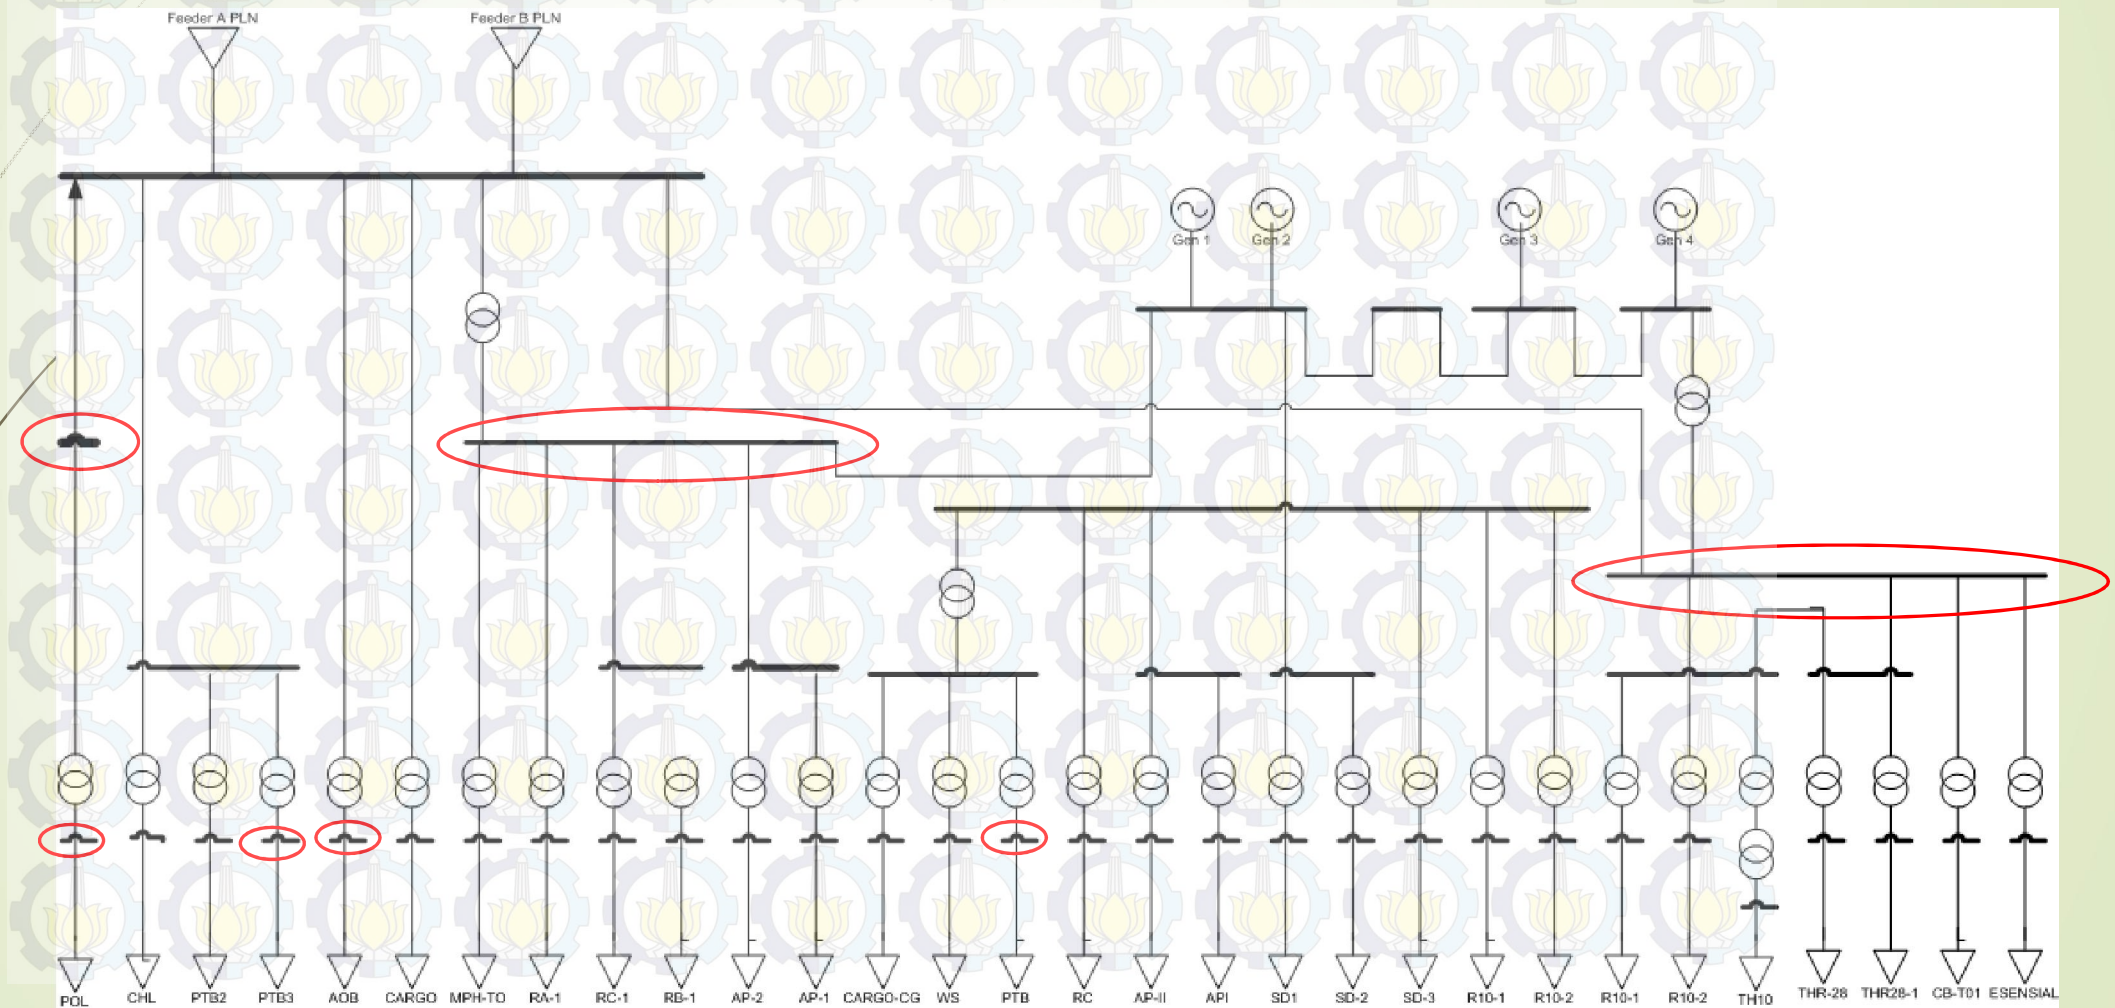 Feeder A PLN
Feeder B PLN
Gen 1
Gen 2
Gen 3
Gen 4
POL
CHL
PTB2
PTB3
AOB
CARGO
MPH-TO
RA-1
RC-1
RB-1
AP-2
AP-1
CARGO-CG
WS
PTB
RC
AP-II
API
SD1
SD-2
SD-3
R10-1
R10-2
R10-1
R10-2
TH10
THR-28
THR28-1
CB-T01
ESENSIAL